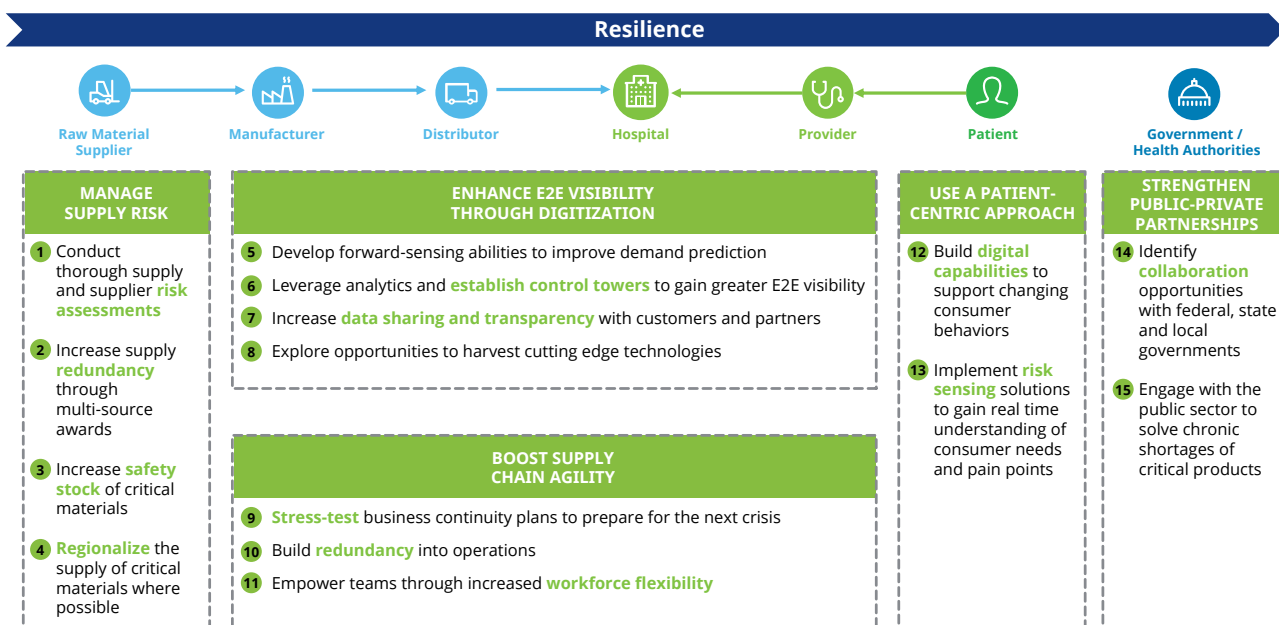 Resilience
Raw Material
Supplier
Manufacturer
Distributor
Hospital
Provider
Patient
Government /
Health Authorities
MANAGE
SUPPLY RISK
1 Conduct
thorough supply
and supplier risk
assessments
2 Increase supply
redundancy
through
multi-source
awards
3 Increase safety
stock of critical
materials
4 Regionalize the
supply of critical
materials where
possible
ENHANCE E2E VISIBILITY
THROUGH DIGITIZATION
5 Develop forward-sensing abilities to improve demand prediction
6 Leverage analytics and establish control towers to gain greater E2E visibility
7 Increase data sharing and transparency with customers and partners
8 Explore opportunities to harvest cutting edge technologies
BOOST SUPPLY
CHAIN AGILITY
9 Stress-test business continuity plans to prepare for the next crisis
10 Build redundancy into operations
11 Empower teams through increased workforce flexibility
USE A PATIENT-
CENTRIC APPROACH
12 Build digital
capabilities to
support changing
consumer
behaviors
13 Implement risk
sensing solutions
to gain real time
understanding of
consumer needs
and pain points
STRENGTHEN
PUBLIC-PRIVATE
PARTNERSHIPS
14 Identify
collaboration
opportunities
with federal, state
and local
governments
15 Engage with the
public sector to
solve chronic
shortages of
critical products